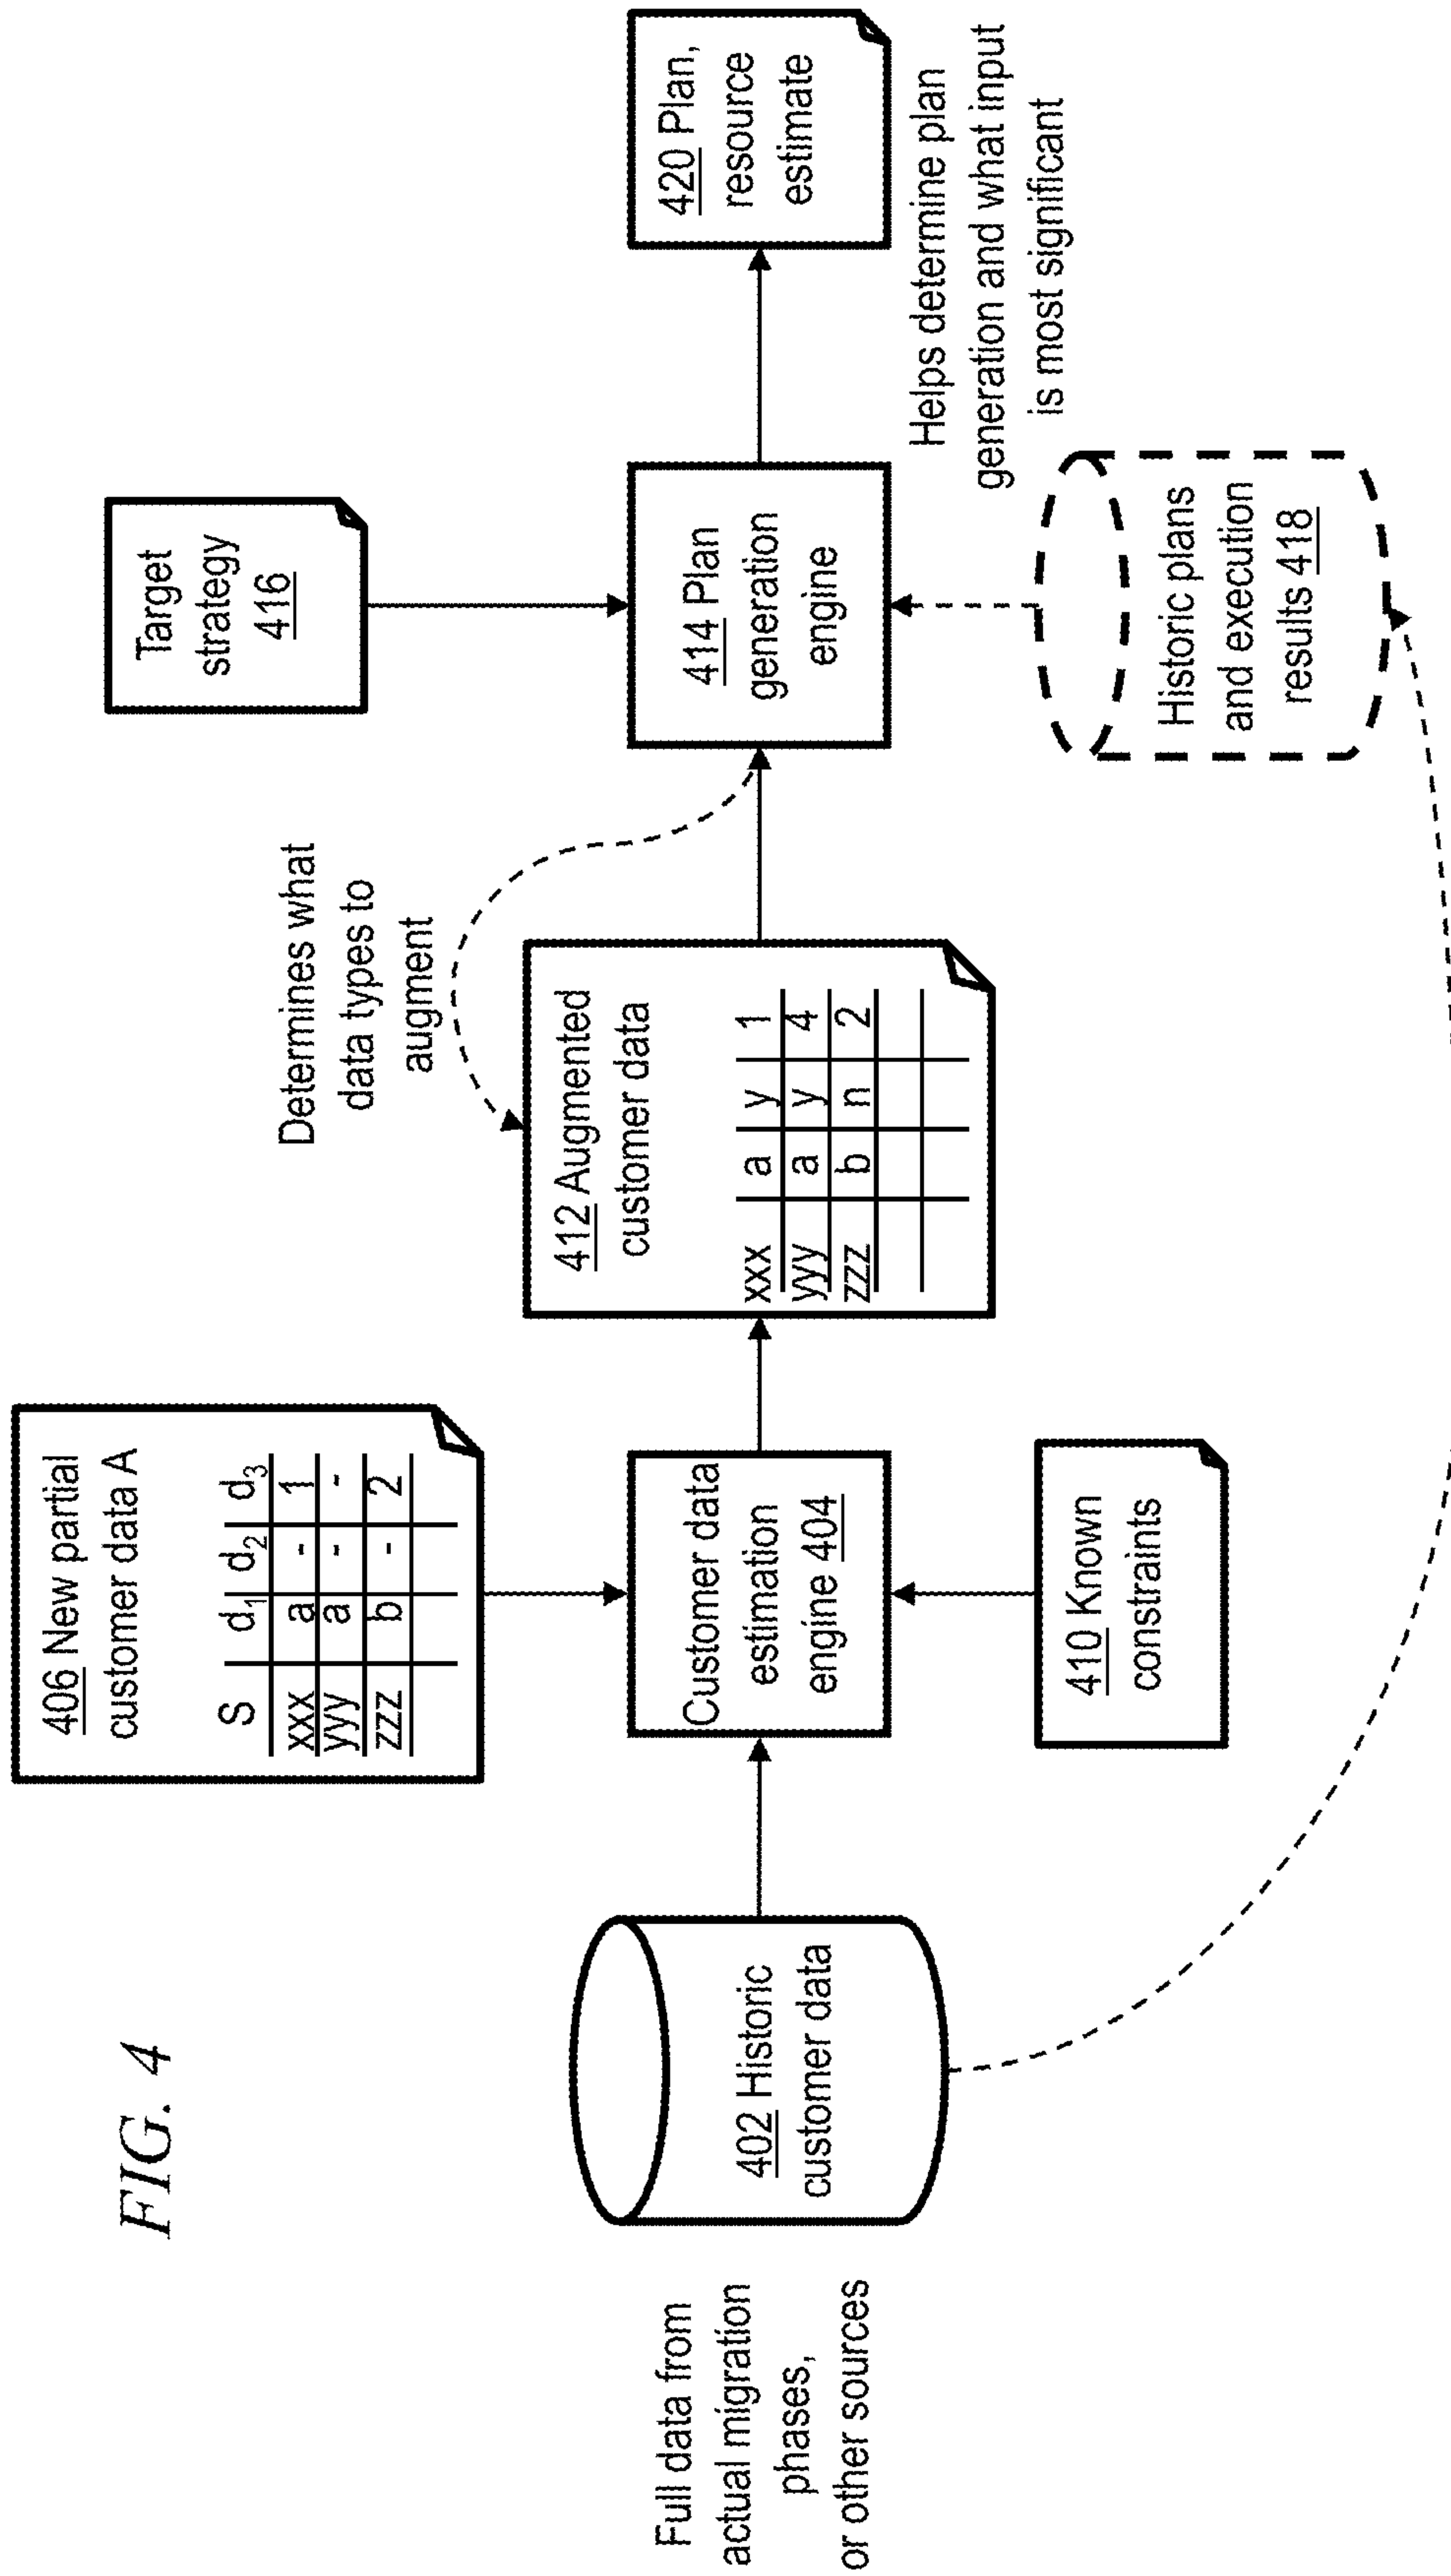 FIG. 4
Full data from
actual migration
phases,
or other sources
402 Historic
customer data
406 New partial
customer data A
S d1 d2 d3
xxx a - 1
yyy a - -
zzz b - 2
Customer data
estimation
engine 404
410 Known
constraints
Determines what
data types to
augment
412 Augmented
customer data
xxx a y 1
yyy a y 4
zzz b n 2
Target
strategy
416
414 Plan
generation
engine
Historic plans
and execution
results 418
420 Plan,
resource
estimate
Helps determine plan
generation and what input
is most significant